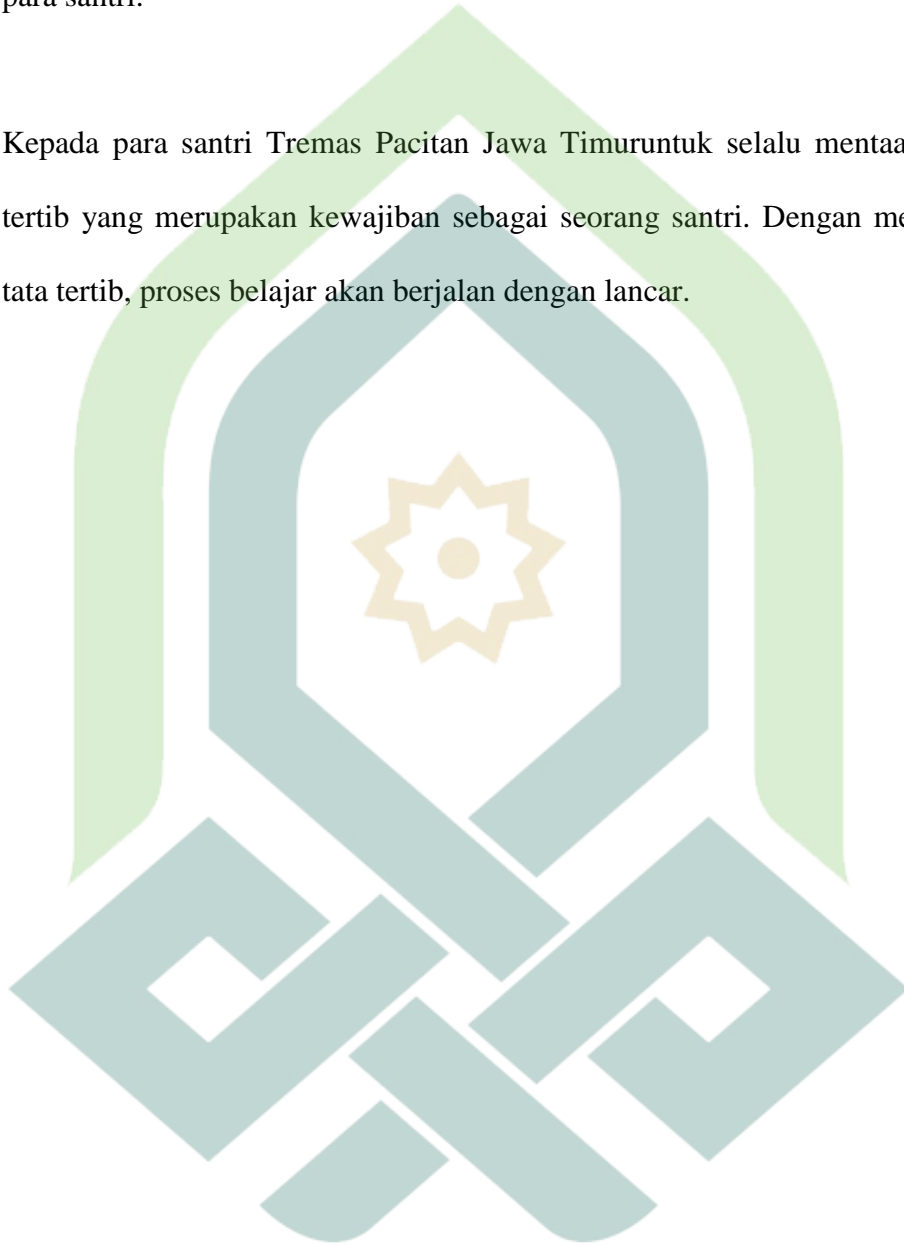 para santri.
Kepada para santri Tremas Pacitan Jawa Timuruntuk selalu mentaa
tertib yang merupakan kewajiban sebagai seorang santri. Dengan me
tata tertib, proses belajar akan berjalan dengan lancar.